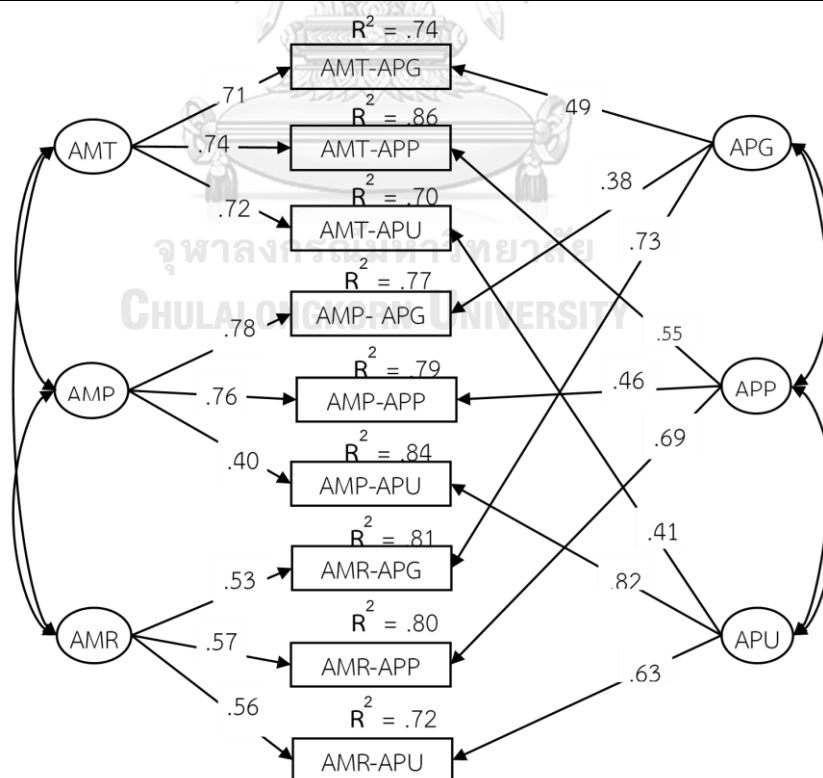 R² = .74
AMT-APG
.71
.49
R² = .86
AMT
.74
AMT-APP
APG
R² = .70
.38
.72
AMT-APU
.73
จุฬาลงกรณ์มหาวิทยาลัย
R² = .77
CHULALONGKORN UNIVERSITY
AMP- APG
.78
.55
R² = .79
AMP
.76
AMP-APP
.46
APP
R² = .84
.40
.69
AMP-APU
R² = .81
.41
.53
AMR-APG
.82
R² = .80
AMR
.57
AMR-APP
APU
.63
.56
R² = .72
AMR-APU